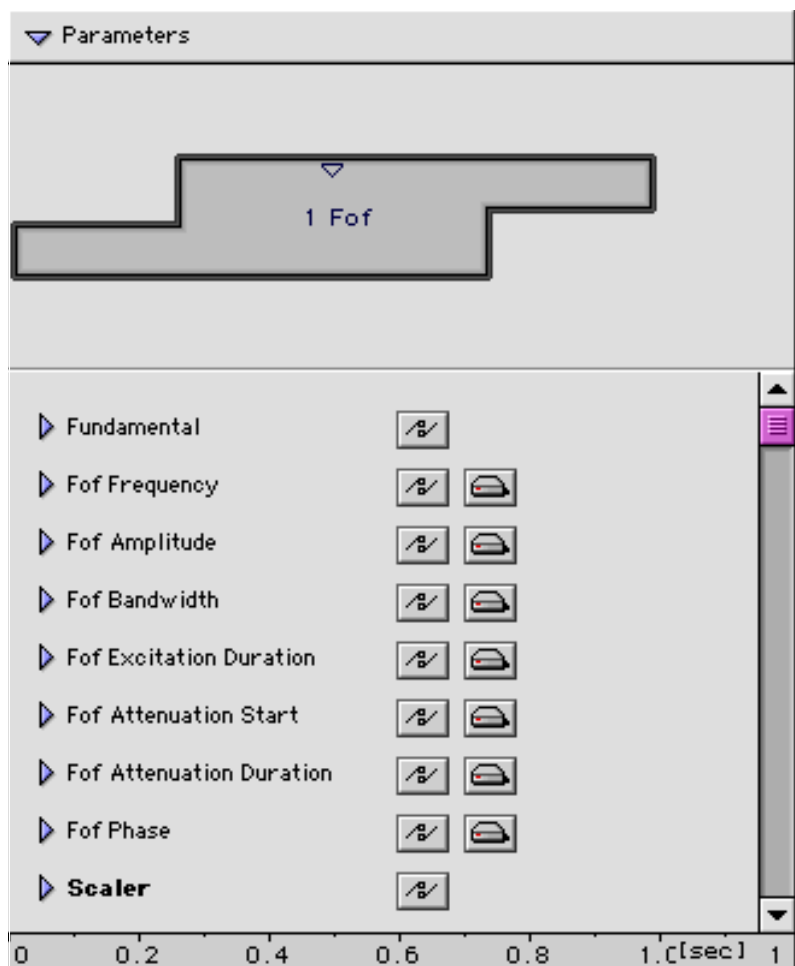 Parameters
1 Fof
Fundamental
Fof Frequency
Fof Amplitude
Fof Bandwidth
Fof Excitation Duration
Fof Attenuation Start
Fof Attenuation Duration
Fof Phase
Scaler
0 0.2 0.4 0.6 0.8 1.0 [sec] 1